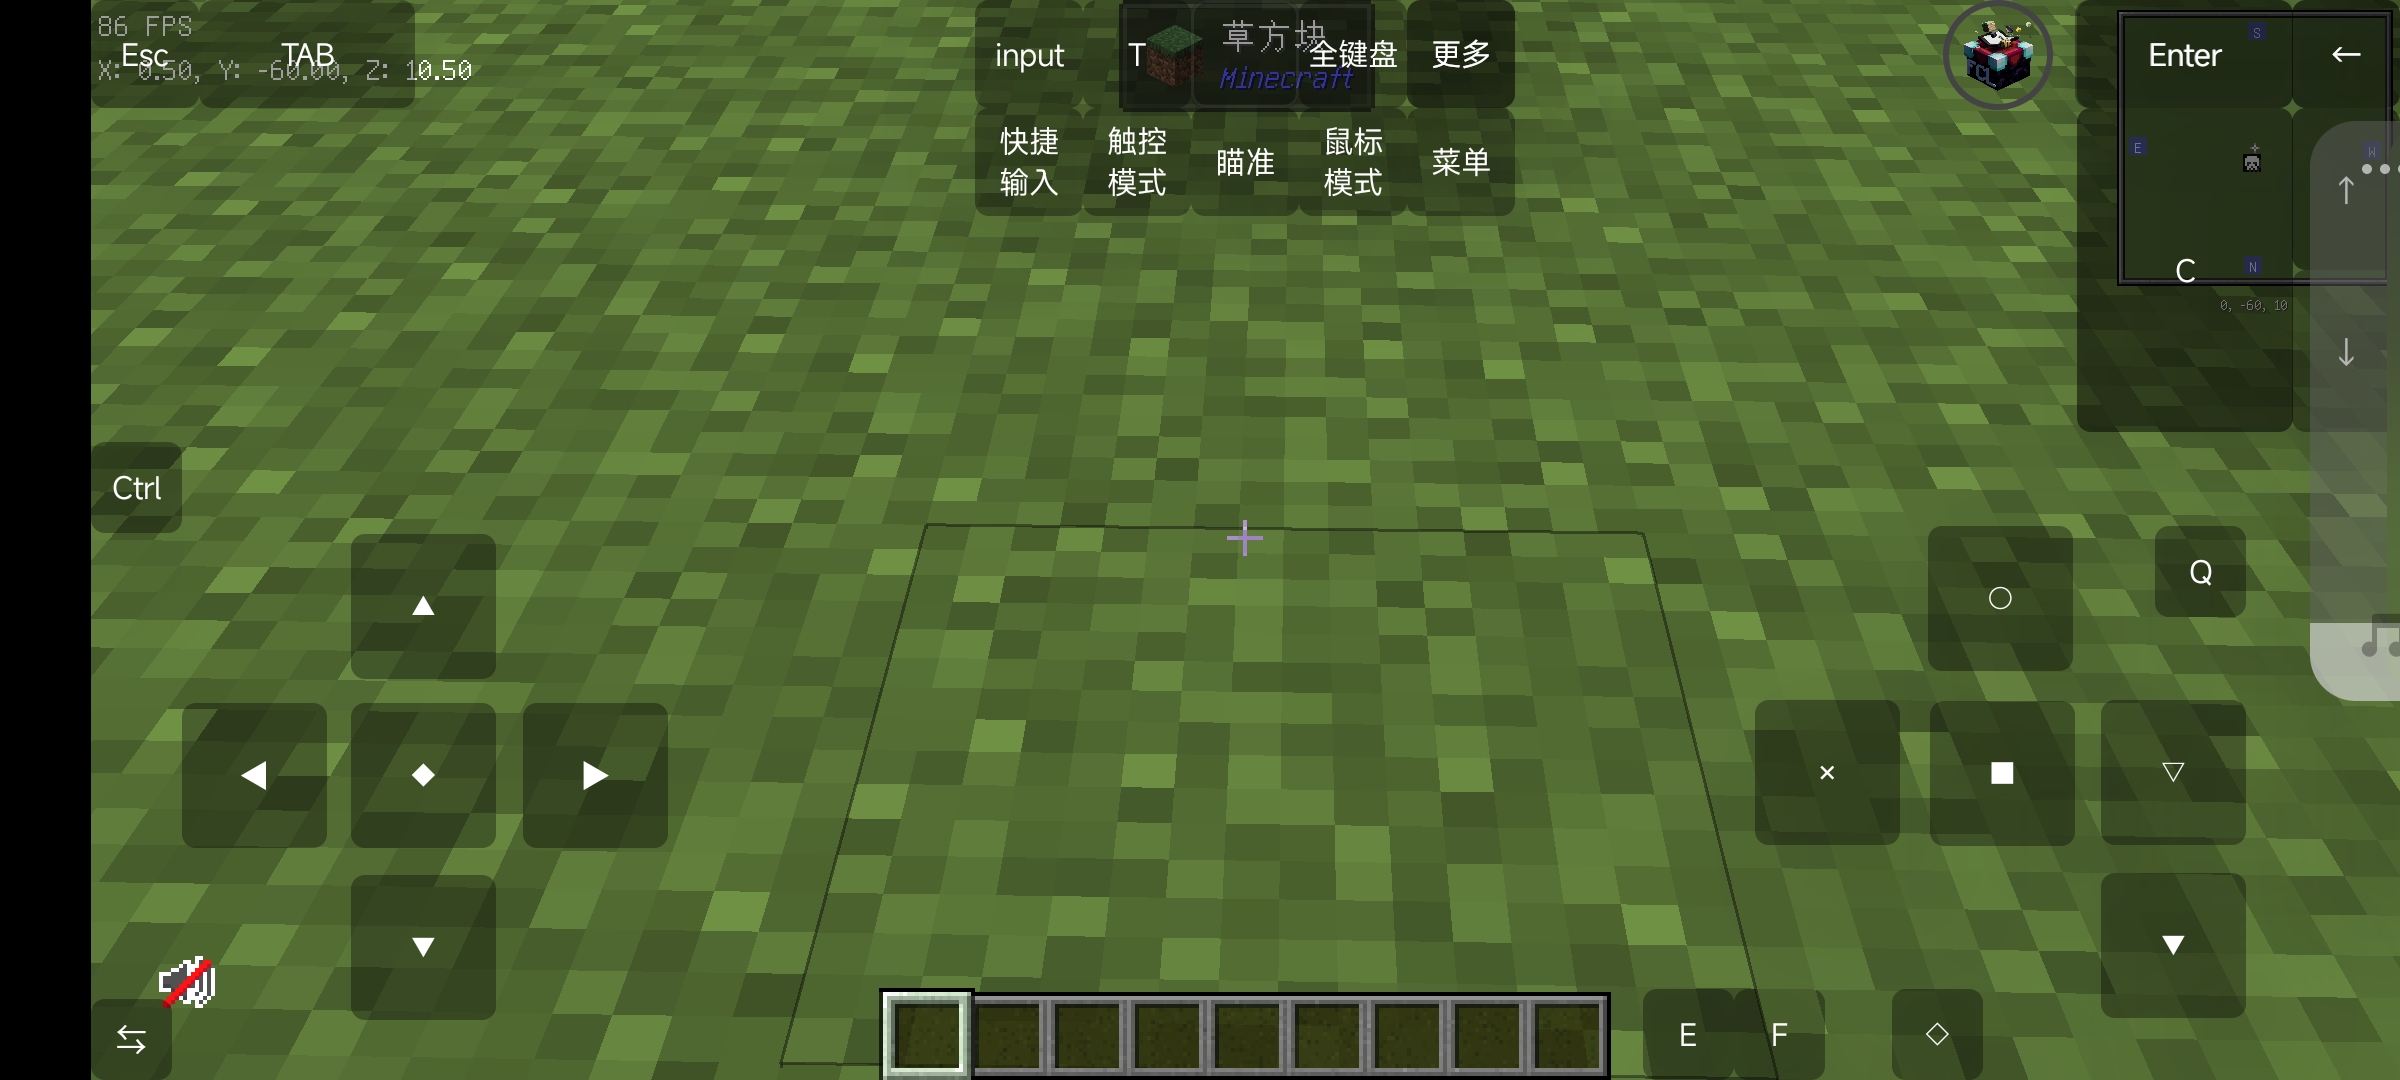 86 FPS
Esc
TAB
X: 0.50, Y: -60.00, Z: 10.50
input
T
草方块
Minecraft
全键盘
更多
FCL
Enter
←
S
快捷
输入
触控
模式
瞄准
鼠标
模式
菜单
E
W
↑
C
N
0, -60, 10
↓
Ctrl
Q
E
F